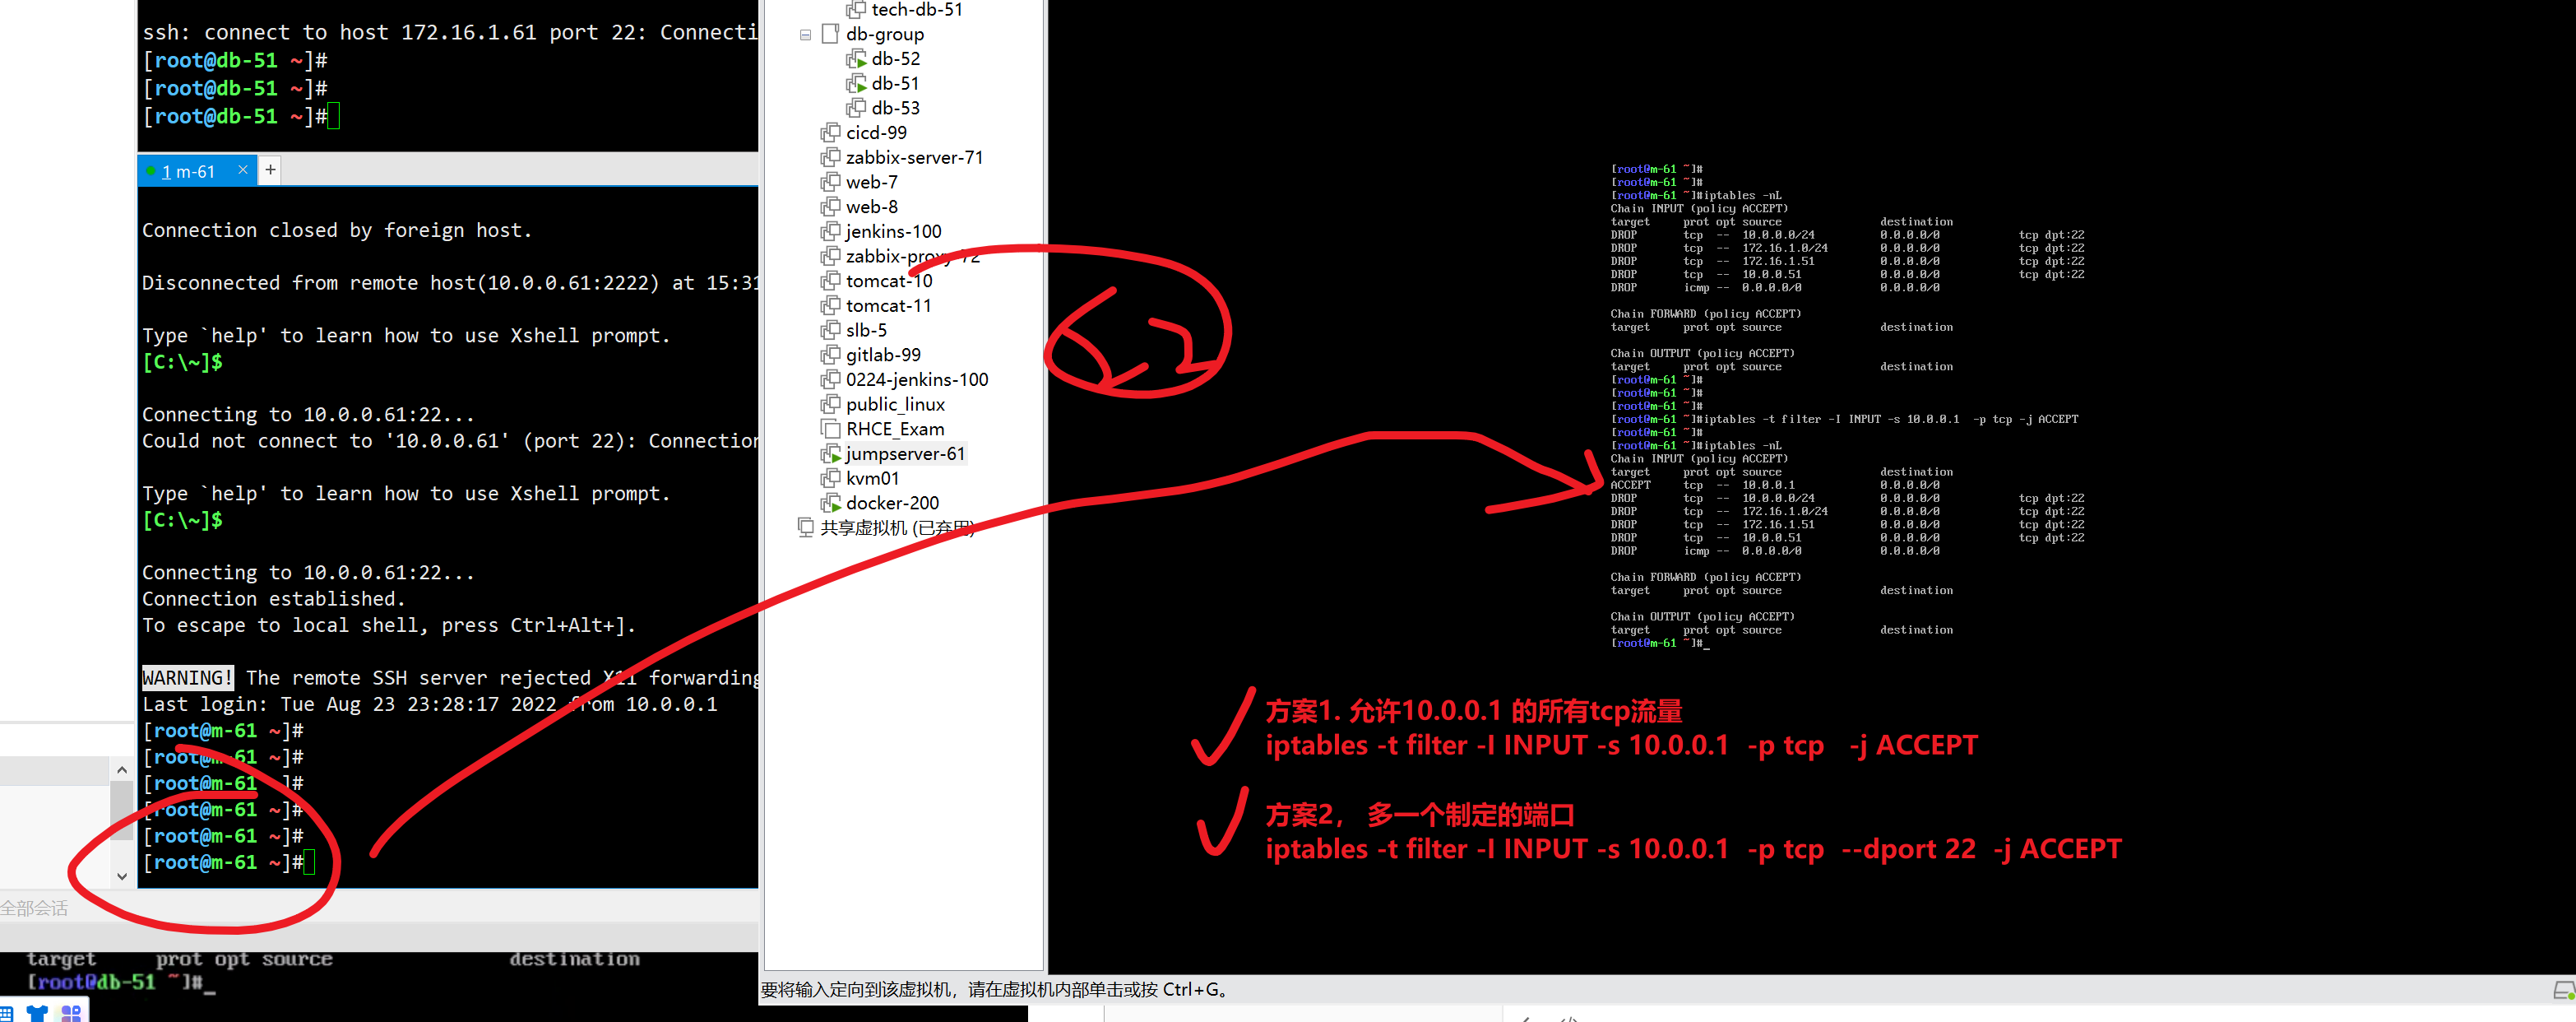 ssh: connect to host 172.16.1.61 port 22: Connecti
[root@db-51 ~]#
[root@db-51 ~]#
[root@db-51 ~]#
1 m-61 × +
Connection closed by foreign host.
Disconnected from remote host(10.0.0.61:2222) at 15:31
Type `help' to learn how to use Xshell prompt.
[C:\~]$
Connecting to 10.0.0.61:22...
Could not connect to '10.0.0.61' (port 22): Connection
Type `help' to learn how to use Xshell prompt.
[C:\~]$
Connecting to 10.0.0.61:22...
Connection established.
To escape to local shell, press Ctrl+Alt+].
WARNING! The remote SSH server rejected X11 forwarding
Last login: Tue Aug 23 23:28:17 2022 from 10.0.0.1
[root@m-61 ~]#
[root@m-61 ~]#
[root@m-61 ~]#
[root@m-61 ~]#
[root@m-61 ~]#
[root@m-61 ~]#
全部会话
target prot opt source destination
[root@db-51 ~]#_
tech-db-51
db-group
db-52
db-51
db-53
cicd-99
zabbix-server-71
web-7
web-8
jenkins-100
zabbix-proxy-72
tomcat-10
tomcat-11
slb-5
gitlab-99
0224-jenkins-100
public_linux
RHCE_Exam
jumpserver-61
kvm01
docker-200
共享虚拟机 (已弃用)
[root@m-61 ~]#
[root@m-61 ~]#
[root@m-61 ~]#iptables -nL
Chain INPUT (policy ACCEPT)
target prot opt source destination
DROP tcp -- 10.0.0.0/24 0.0.0.0/0 tcp dpt:22
DROP tcp -- 172.16.1.0/24 0.0.0.0/0 tcp dpt:22
DROP tcp -- 172.16.1.51 0.0.0.0/0 tcp dpt:22
DROP tcp -- 10.0.0.51 0.0.0.0/0 tcp dpt:22
DROP icmp -- 0.0.0.0/0 0.0.0.0/0
Chain FORWARD (policy ACCEPT)
target prot opt source destination
Chain OUTPUT (policy ACCEPT)
target prot opt source destination
[root@m-61 ~]#
[root@m-61 ~]#
[root@m-61 ~]#
[root@m-61 ~]#iptables -t filter -I INPUT -s 10.0.0.1 -p tcp -j ACCEPT
[root@m-61 ~]#
[root@m-61 ~]#iptables -nL
Chain INPUT (policy ACCEPT)
target prot opt source destination
ACCEPT tcp -- 10.0.0.1 0.0.0.0/0
DROP tcp -- 10.0.0.0/24 0.0.0.0/0 tcp dpt:22
DROP tcp -- 172.16.1.0/24 0.0.0.0/0 tcp dpt:22
DROP tcp -- 172.16.1.51 0.0.0.0/0 tcp dpt:22
DROP tcp -- 10.0.0.51 0.0.0.0/0 tcp dpt:22
DROP icmp -- 0.0.0.0/0 0.0.0.0/0
Chain FORWARD (policy ACCEPT)
target prot opt source destination
Chain OUTPUT (policy ACCEPT)
target prot opt source destination
[root@m-61 ~]#_
方案1. 允许10.0.0.1 的所有tcp流量
iptables -t filter -I INPUT -s 10.0.0.1 -p tcp -j ACCEPT
方案2， 多一个制定的端口
iptables -t filter -I INPUT -s 10.0.0.1 -p tcp --dport 22 -j ACCEPT
要将输入定向到该虚拟机，请在虚拟机内部单击或按 Ctrl+G。